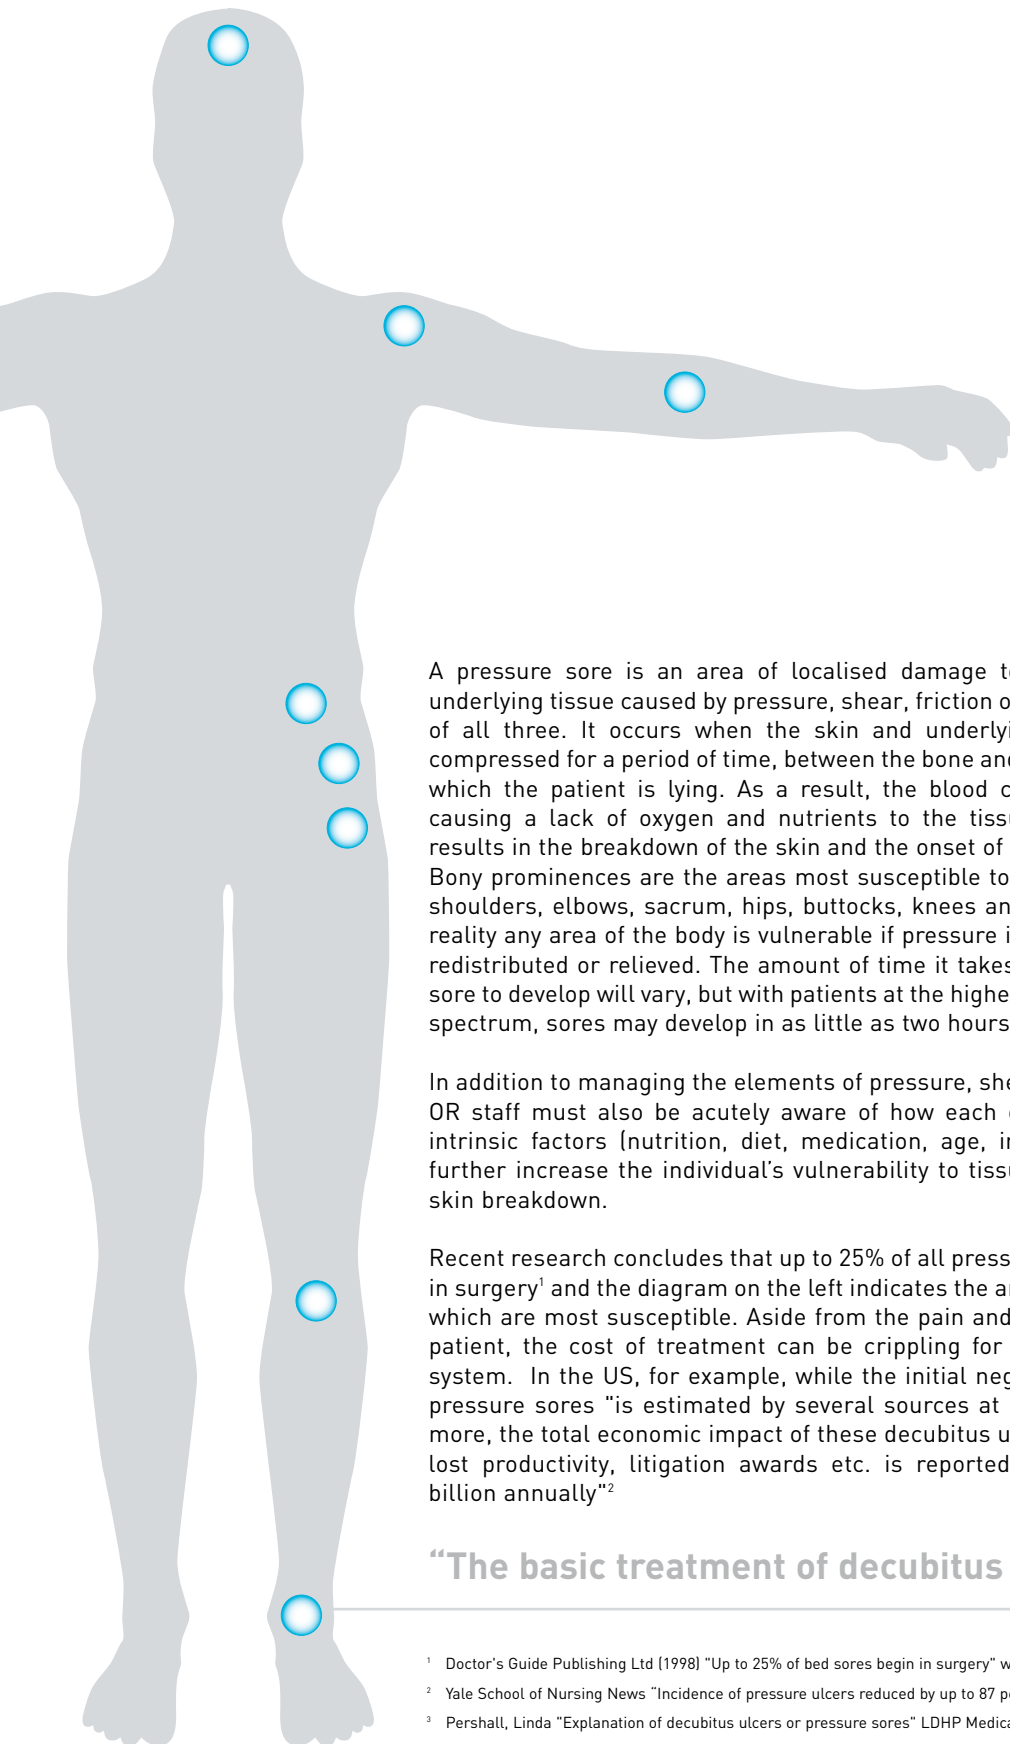 A pressure sore is an area of localised damage
underlying tissue caused by pressure, shear, friction
of all three. It occurs when the skin and
compressed for a period of time, between the bone
which the patient is lying. As a result, the blood
causing a lack of oxygen and nutrients to the
results in the breakdown of the skin and the onset of
Bony prominences are the areas most susceptible to
shoulders, elbows, sacrum, hips, buttocks, knees
reality any area of the body is vulnerable if pressure
redistributed or relieved. The amount of time it takes
sore to develop will vary, but with patients at the
spectrum, sores may develop in as little as two hours
In addition to managing the elements of pressure,
OR staff must also be acutely aware of how each
intrinsic factors (nutrition, diet, medication, age,
further increase the individual's vulnerability to
skin breakdown.
Recent research concludes that up to 25% of all
in surgery¹ and the diagram on the left indicates the
which are most susceptible. Aside from the pain and
patient, the cost of treatment can be crippling for
system. In the US, for example, while the initial
pressure sores "is estimated by several sources at
more, the total economic impact of these decubitus
lost productivity, litigation awards etc. is reported
billion annually"²
“The basic treatment of decubitus
¹ Doctor's Guide Publishing Ltd (1998) "Up to 25% of bed sores begin in surgery"
² Yale School of Nursing News “Incidence of pressure ulcers reduced by up to 87
³ Pershall, Linda "Explanation of decubitus ulcers or pressure sores" LDHP